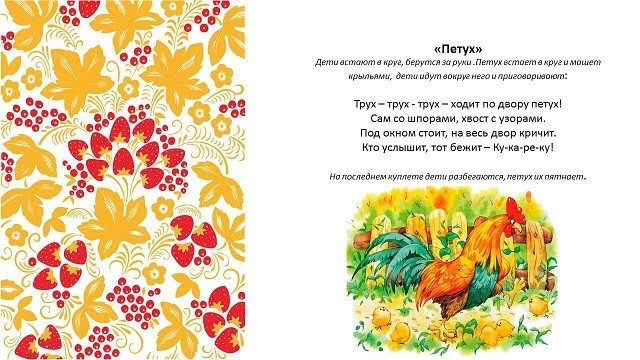 «Петух»
Дети встают в круг, берутся за руки .Петух встает в круг и машет
крыльями, дети идут вокруг него и приговаривают:
Трух – трух - трух – ходит по двору петух!
Сам со шпорами, хвост с узорами.
Под окном стоит, на весь двор кричит.
Кто услышит, тот бежит – Ку-ка-ре-ку!
На последнем куплете дети разбегаются, петух их пятнает.